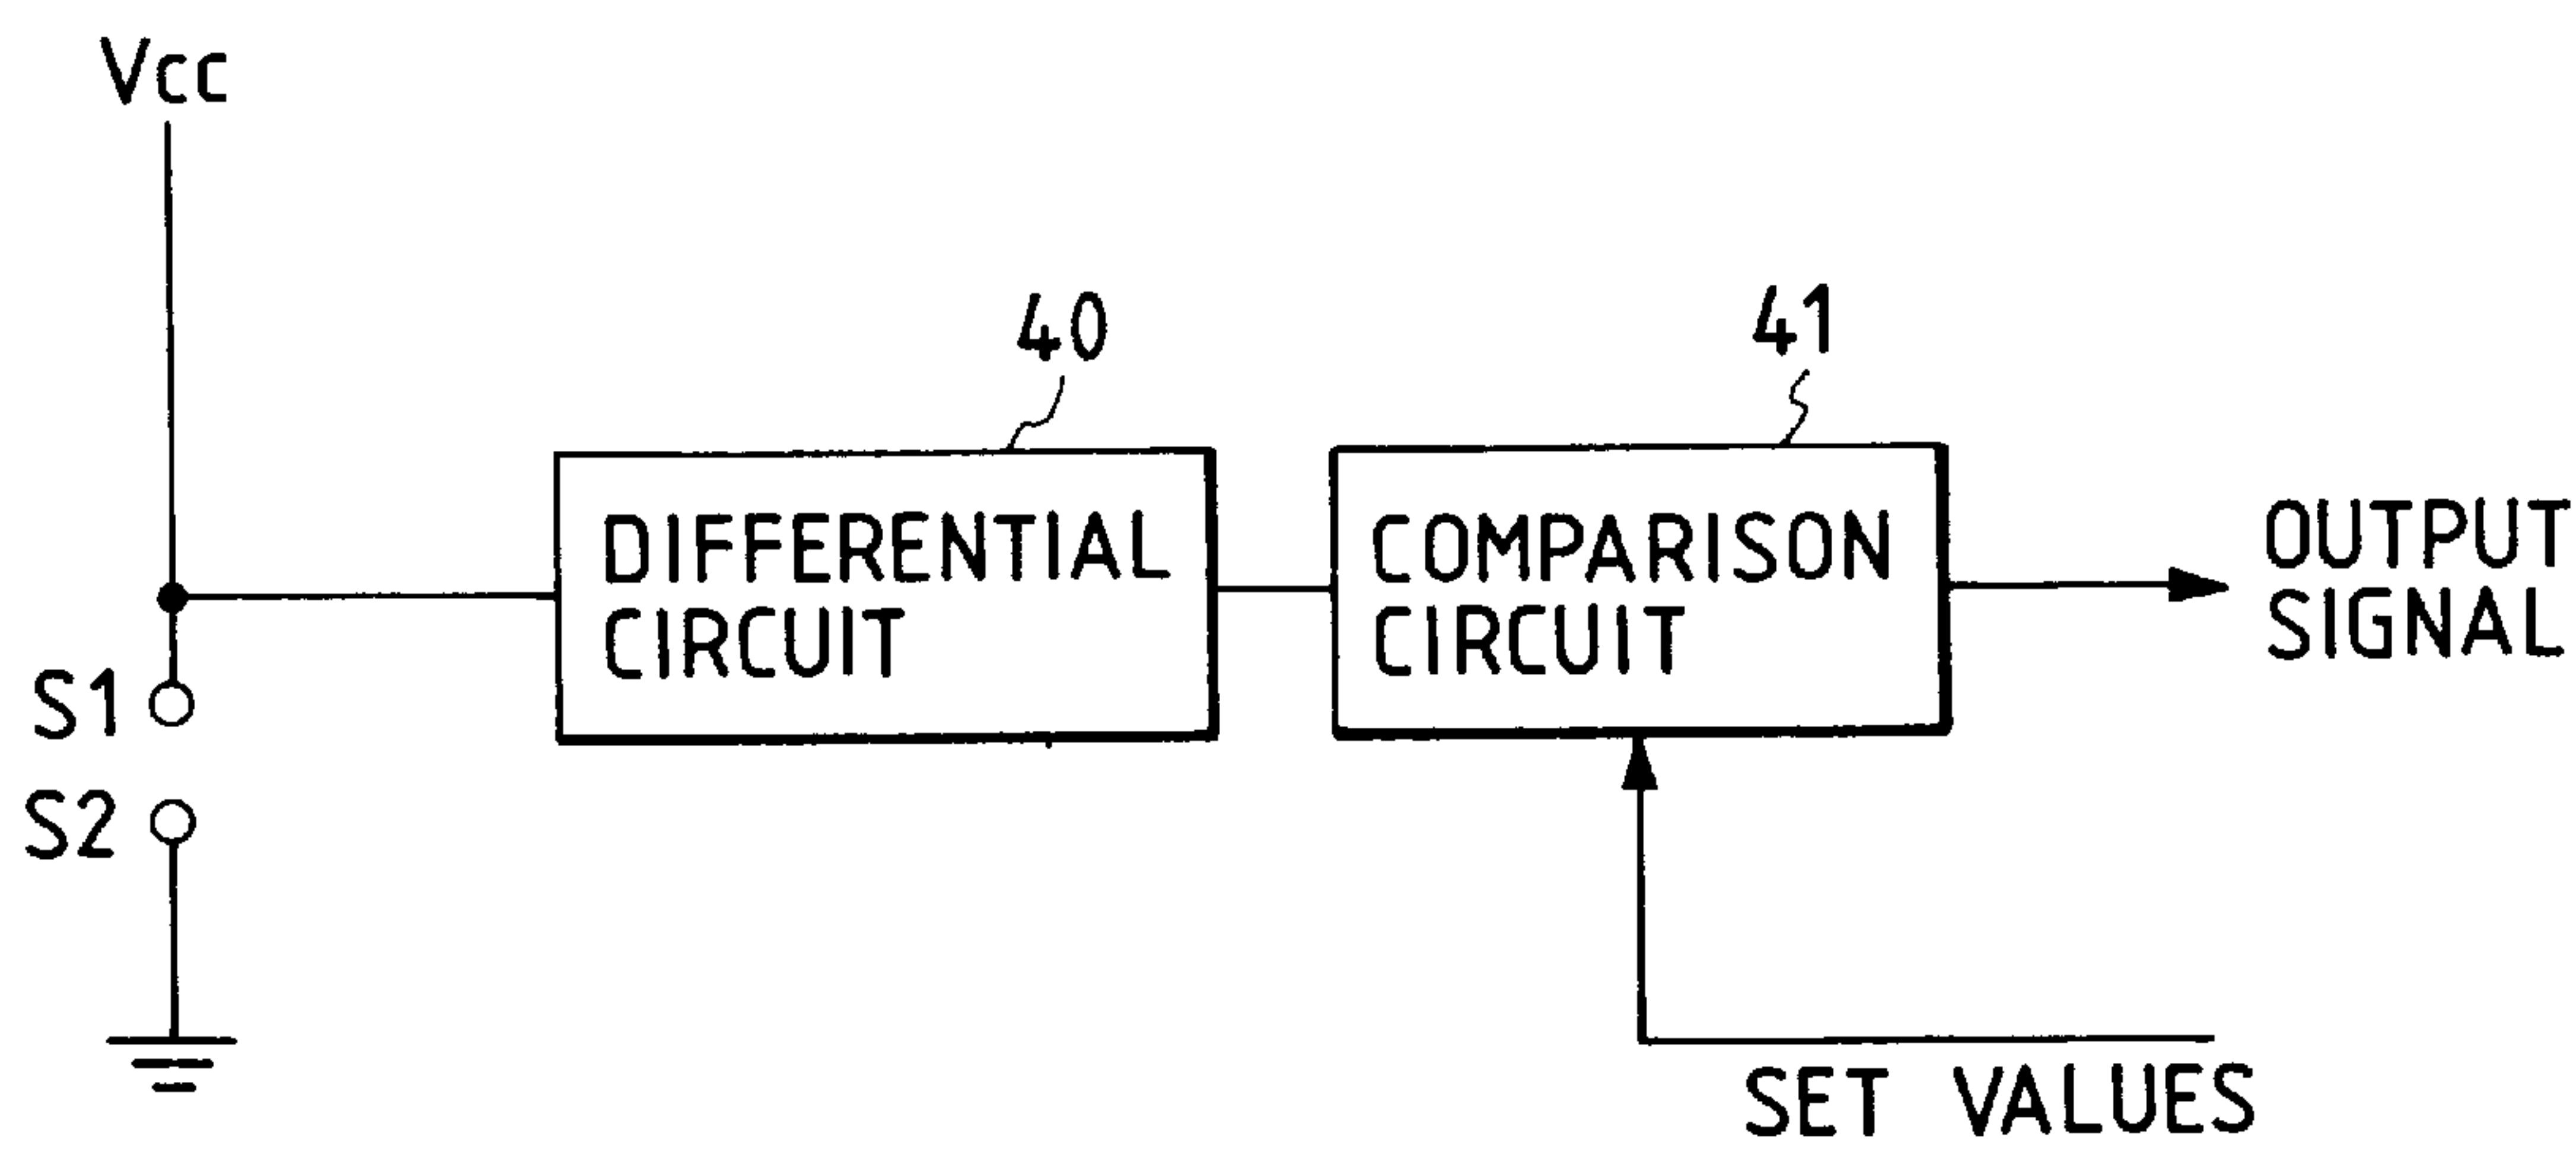 Vcc
40
41
DIFFERENTIAL
CIRCUIT
COMPARISON
CIRCUIT
OUTPUT
SIGNAL
S1
S2
SET VALUES